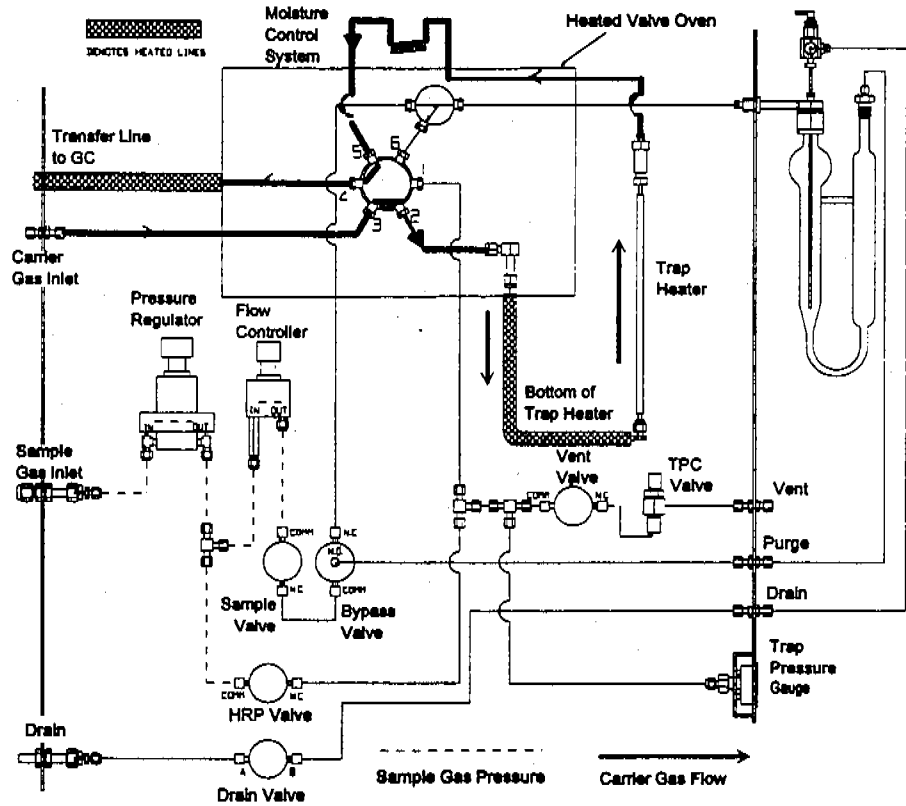 DENOTES HEATED LINES
Moisture
Control
System
Heated Valve Oven
Transfer Line
to GC
5
6
4
3
2
Carrier
Gas Inlet
Pressure
Regulator
Flow
Controller
Trap
Heater
Bottom of
Trap Heater
IN
OUT
IN
OUT
Sample
Gas Inlet
Vent
Valve
TPC
Valve
Vent
COMM
N.C
COMM
N.C
N.O
Purge
N.C
COMM
Sample
Valve
Bypass
Valve
Drain
Trap
Pressure
Gauge
COMM
N.C
HRP Valve
Drain
A
B
Drain Valve
Sample Gas Pressure
Carrier Gas Flow